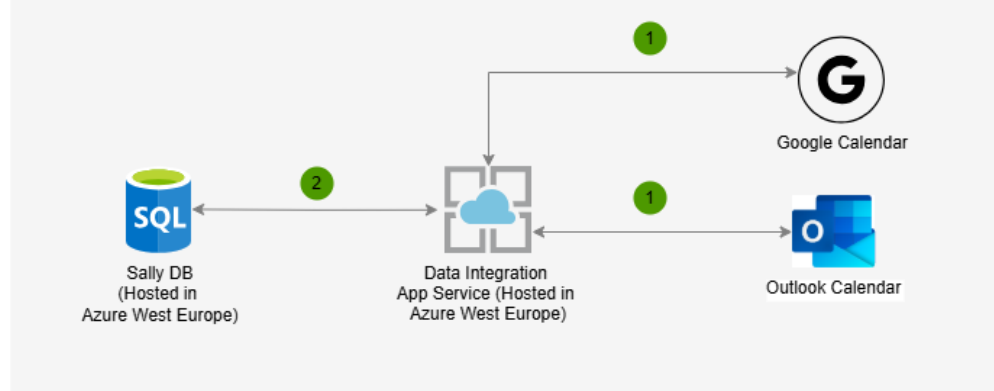 1
G
Google Calendar
2
1
SQL
O
Sally DB
(Hosted in
Azure West Europe)
Data Integration
App Service (Hosted in
Azure West Europe)
Outlook Calendar